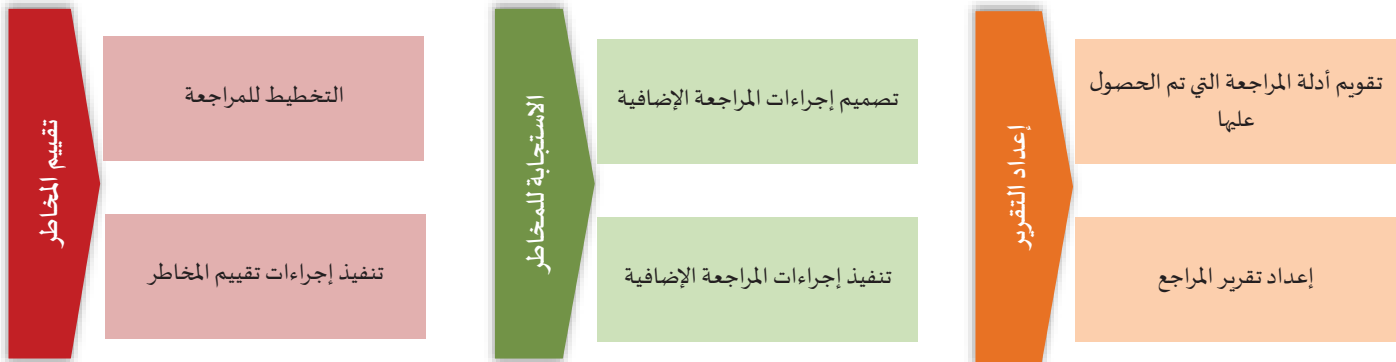 تقييم المخاطر
التخطيط للمراجعة
تنفيذ إجراءات تقييم المخاطر
الاستجابة للمخاطر
تصميم إجراءات المراجعة الإضافية
تنفيذ إجراءات المراجعة الإضافية
إعداد التقرير
تقويم أدلة المراجعة التي تم الحصول
عليها
إعداد تقرير المراجع